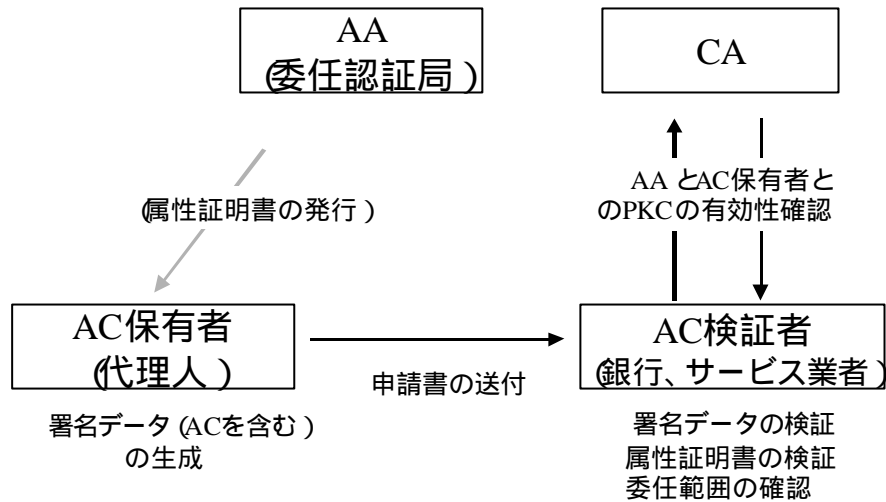 AA
(委任認証局)
CA
AAとAC保有者と
のPKCの有効性確認
(属性証明書の発行)
AC保有者
(代理人)
AC検証者
(銀行、サービス業者)
申請書の送付
署名データ(ACを含む)
の生成
署名データの検証
属性証明書の検証
委任範囲の確認